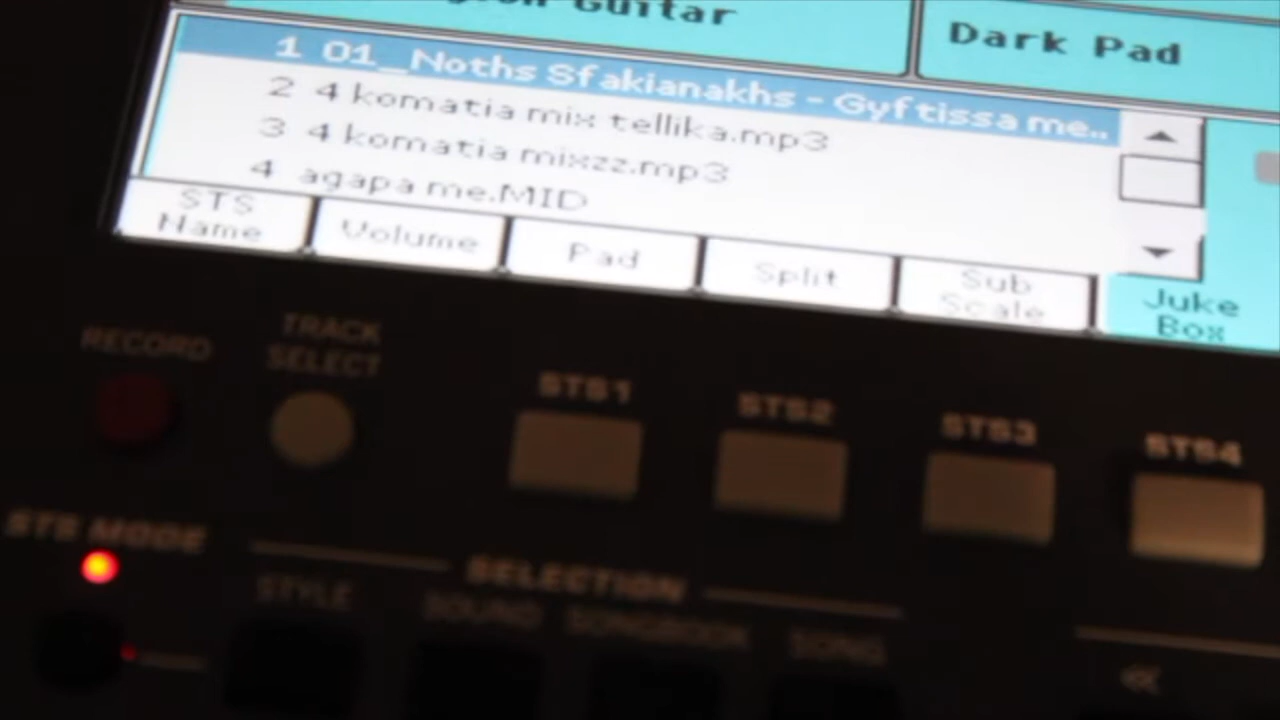 Guitar
Dark Pad
1 01_Noths Sfakianakhs - Gyftissa me..
2 4 komatia mix tellika.mp3
3 4 komatia mixzz.mp3
4 agapa me.MID
STS Name
Volume
Pad
Split
Sub Scale
Juke Box
RECORD
TRACK SELECT
STS1
STS2
STS3
STS4
STS MODE
SELECTION
STYLE
SOUND
SONGBOOK
SONG
<<